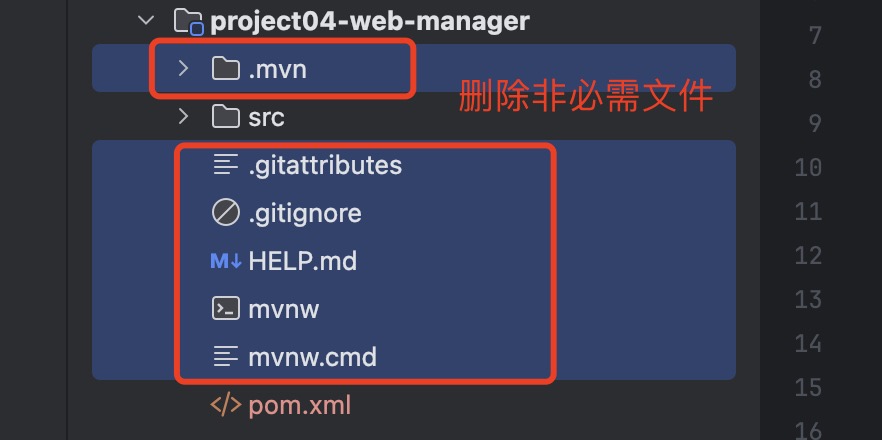 project04-web-manager
7
.mvn
删除非必需文件
8
src
9
.gitattributes
10
.gitignore
11
M↓ HELP.md
12
mvnw
13
mvnw.cmd
14
</> pom.xml
15
16